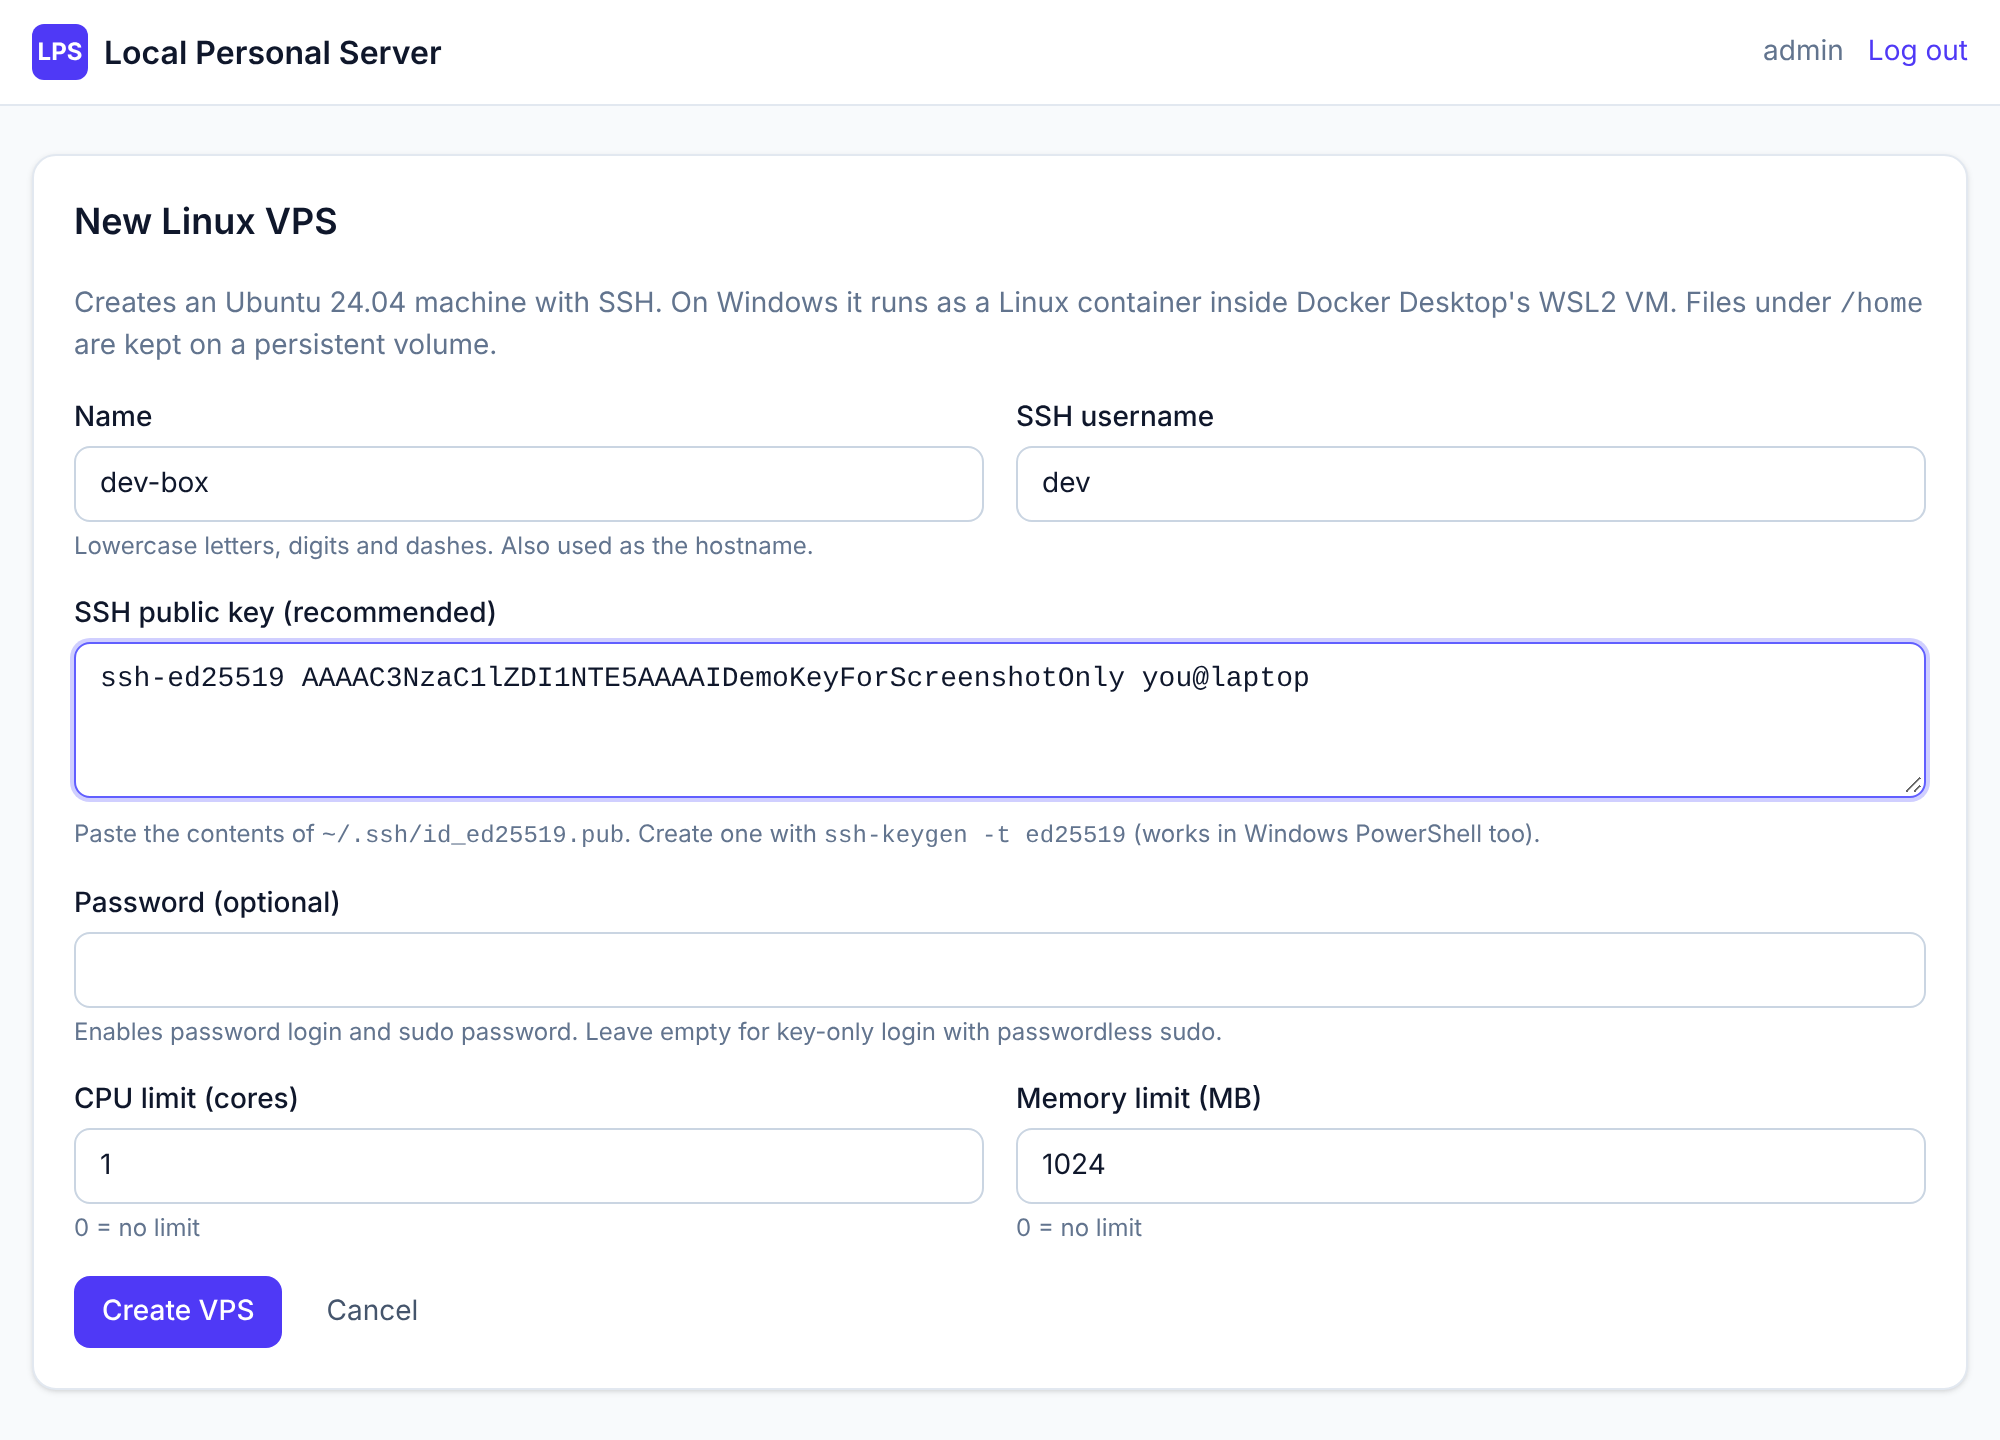 LPS Local Personal Server
admin Log out
New Linux VPS
Creates an Ubuntu 24.04 machine with SSH. On Windows it runs as a Linux container inside Docker Desktop's WSL2 VM. Files under /home
are kept on a persistent volume.
Name
SSH username
dev-box
dev
Lowercase letters, digits and dashes. Also used as the hostname.
SSH public key (recommended)
ssh-ed25519 AAAAC3NzaC1lZDI1NTE5AAAAIDemoKeyForScreenshotOnly you@laptop
Paste the contents of ~/.ssh/id_ed25519.pub. Create one with ssh-keygen -t ed25519 (works in Windows PowerShell too).
Password (optional)
Enables password login and sudo password. Leave empty for key-only login with passwordless sudo.
CPU limit (cores)
Memory limit (MB)
1
1024
0 = no limit
0 = no limit
Create VPS
Cancel